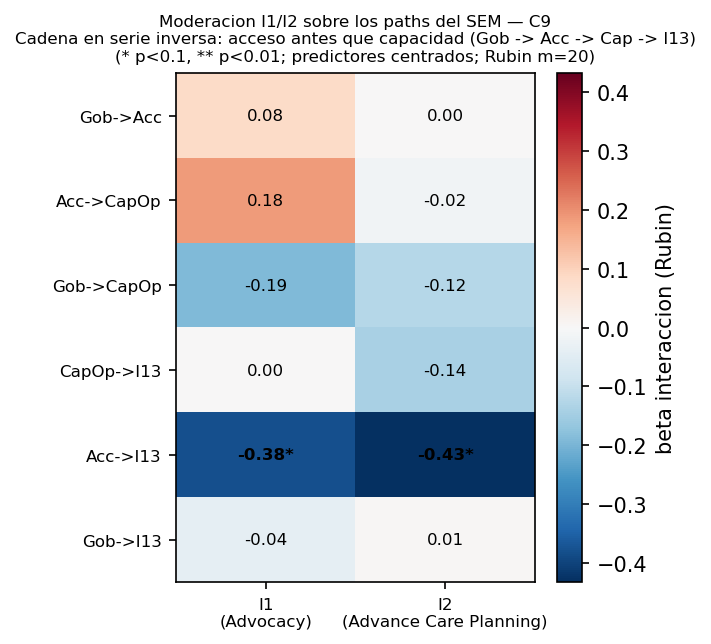 Moderacion I1/I2 sobre los paths del SEM — C9
Cadena en serie inversa: acceso antes que capacidad (Gob -> Acc -> Cap -> I13)
(* p<0.1, ** p<0.01; predictores centrados; Rubin m=20)
Gob->Acc 0.08 0.00
Acc->CapOp 0.18 -0.02
Gob->CapOp -0.19 -0.12
CapOp->I13 0.00 -0.14
Acc->I13 -0.38* -0.43*
Gob->I13 -0.04 0.01
I1 I2
(Advocacy) (Advance Care Planning)
0.4
0.3
0.2
0.1
0.0
−0.1
−0.2
−0.3
−0.4
beta interaccion (Rubin)